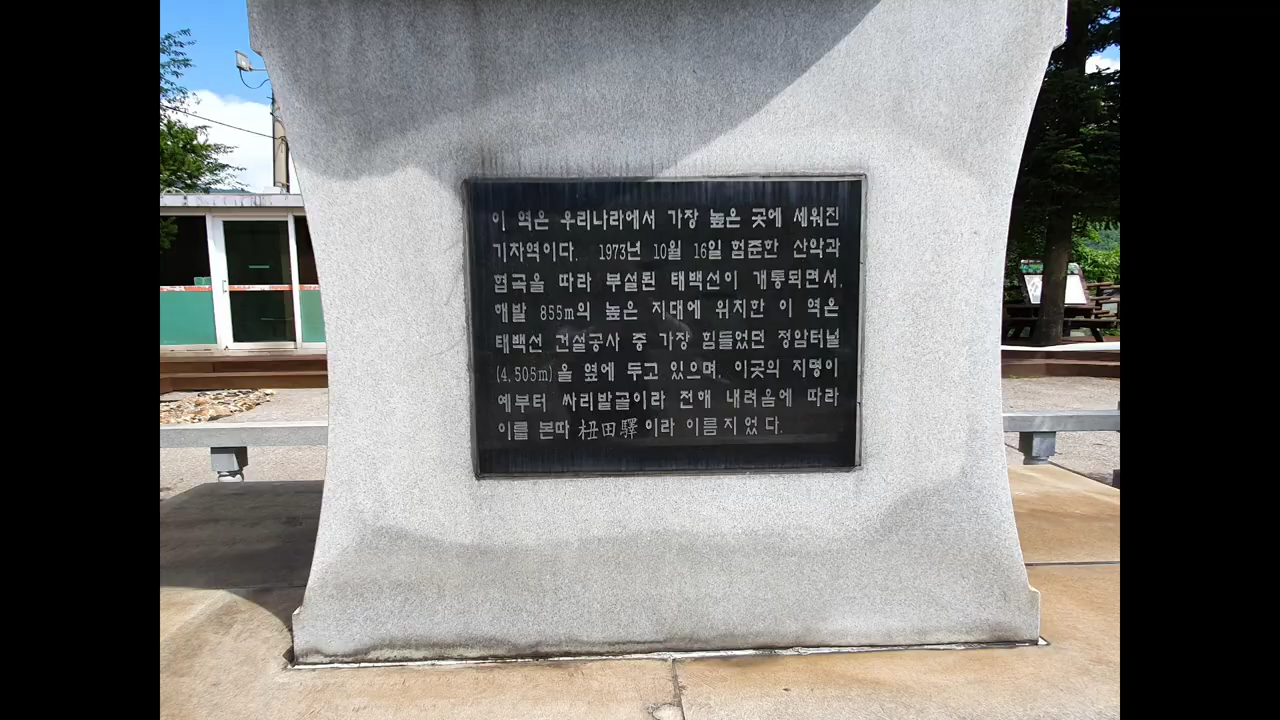 이 역은 우리나라에서 가장 높은 곳에 세워진
기차역이다. 1973년 10월 16일 험준한 산악과
협곡을 따라 부설된 태백선이 개통되면서,
해발 855m의 높은 지대에 위치한 이 역은
태백선 건설공사 중 가장 힘들었던 정암터널
(4,505m)을 옆에 두고 있으며, 이곳의 지명이
예부터 싸리밭골이라 전해 내려옴에 따라
이를 본따 杻田驛이라 이름지었다.